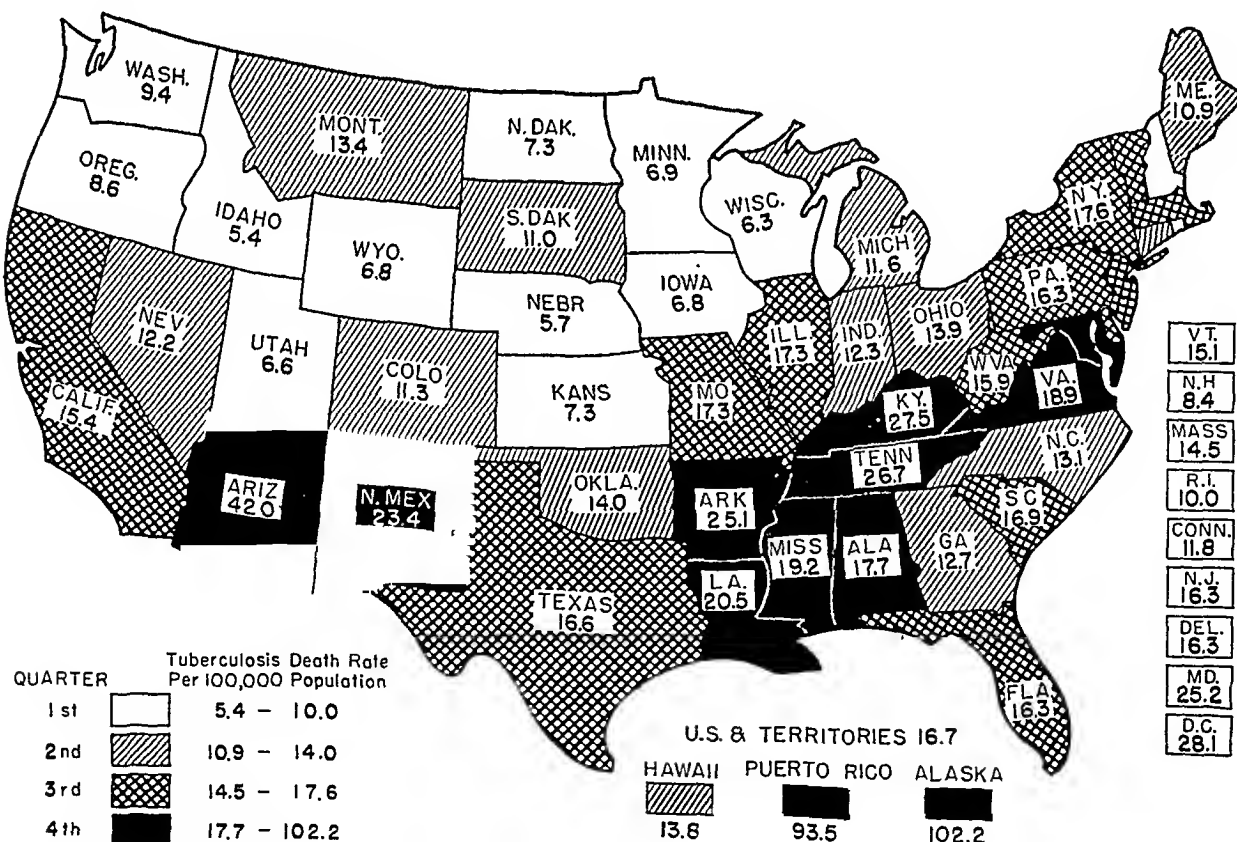 WASH.
9.4
OREG.
8.6
IDAHO
5.4
MONT.
13.4
WYO.
6.8
NEV
12.2
UTAH
6.6
CALIF.
15.4
ARIZ
42.0
COLO
11.3
N. MEX
23.4
N. DAK.
7.3
S. DAK
11.0
NEBR
5.7
KANS
7.3
OKLA.
14.0
TEXAS
16.6
MINN.
6.9
IOWA
6.8
MO
17.3
ARK
25.1
LA.
20.5
WISC.
6.3
ILL.
17.3
MICH
11.6
IND.
12.3
OHIO
13.9
KY.
27.5
TENN
26.7
MISS
19.2
ALA
17.7
GA
12.7
FLA
16.3
S.C.
16.9
N.C.
13.1
VA.
18.9
W.VA.
15.9
PA.
16.3
N.Y.
17.6
ME.
10.9
VT.
15.1
N.H
8.4
MASS
14.5
R.I.
10.0
CONN.
11.8
N.J.
16.3
DEL.
16.3
MD.
25.2
D.C.
28.1
QUARTER
Tuberculosis Death Rate
Per 100,000 Population
1 st 5.4 – 10.0
2nd 10.9 – 14.0
3rd 14.5 – 17.6
4th 17.7 – 102.2
U.S. & TERRITORIES 16.7
HAWAII PUERTO RICO ALASKA
13.8 93.5 102.2